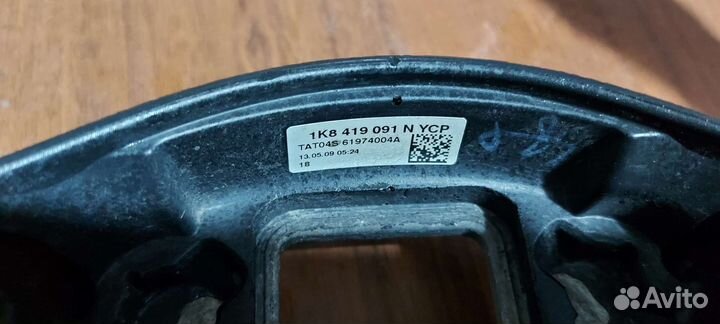 1K8 419 091 N YCP
TAT04S 61974004A
13.05.09 05:24
18
Avito